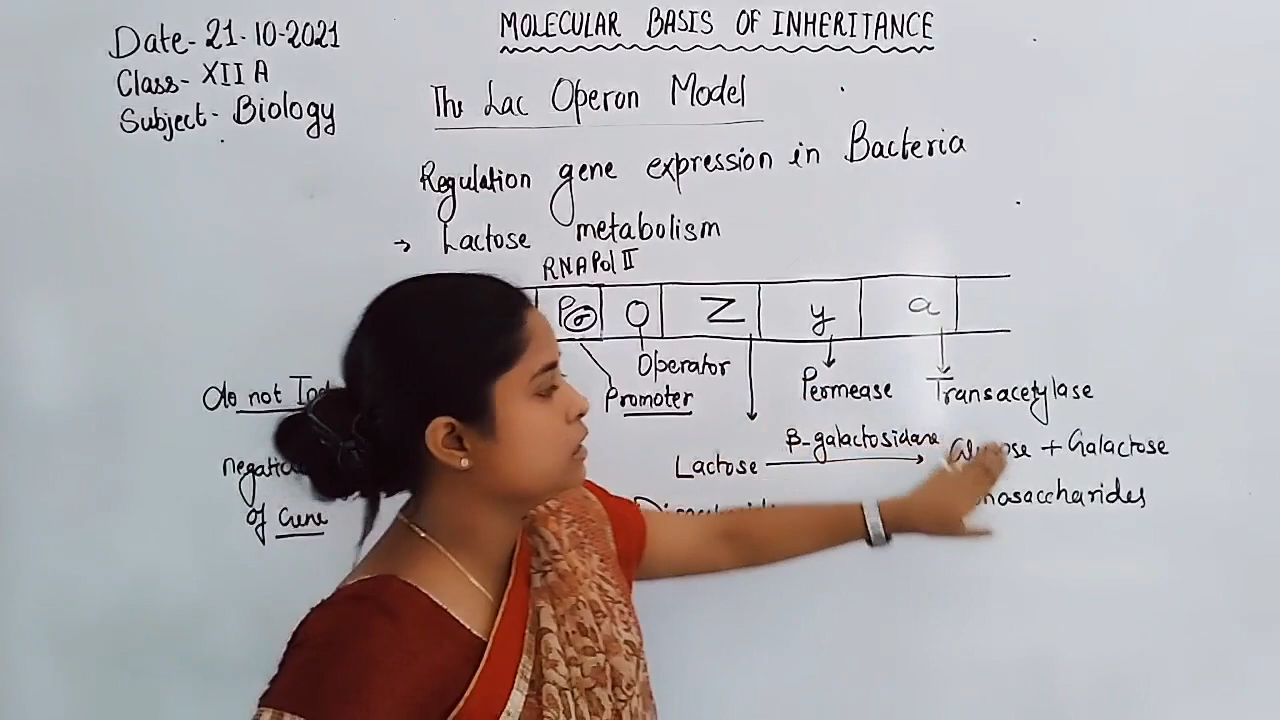 Date- 21-10-2021
Class- XII A
Subject- Biology
MOLECULAR BASIS OF INHERITANCE
The Lac Operon Model
Regulation gene expression in Bacteria
→ Lactose metabolism
RNA Pol II
P σ O Z y a
Operator
Promoter
Permease
Transacetylase
do not
Lactose β-galactosidase → Glucose + Galactose
of Gene